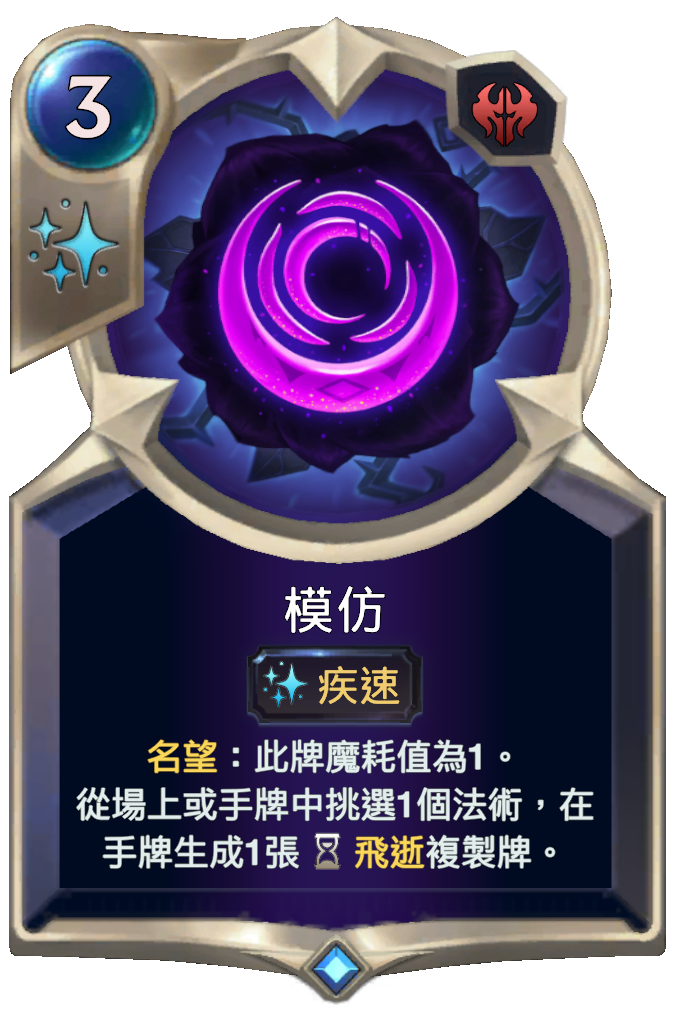 3
模仿
疾速
名望：此牌魔耗值為1。
從場上或手牌中挑選1個法術，在
手牌生成1張 飛逝複製牌。